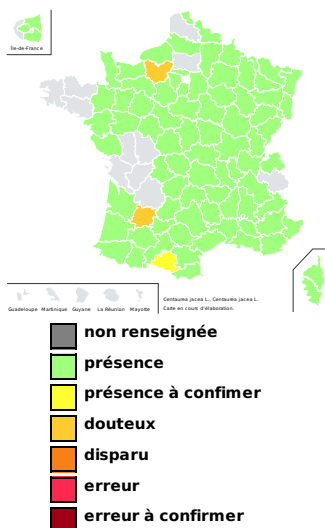 Île-de-France
Guadeloupe Martinique Guyane La Réunion Mayotte
Centaurea jacea L., Centaurea jacea L.
Carte en cours d'élaboration.
non renseignée
présence
présence à confimer
douteux
disparu
erreur
erreur à confirmer